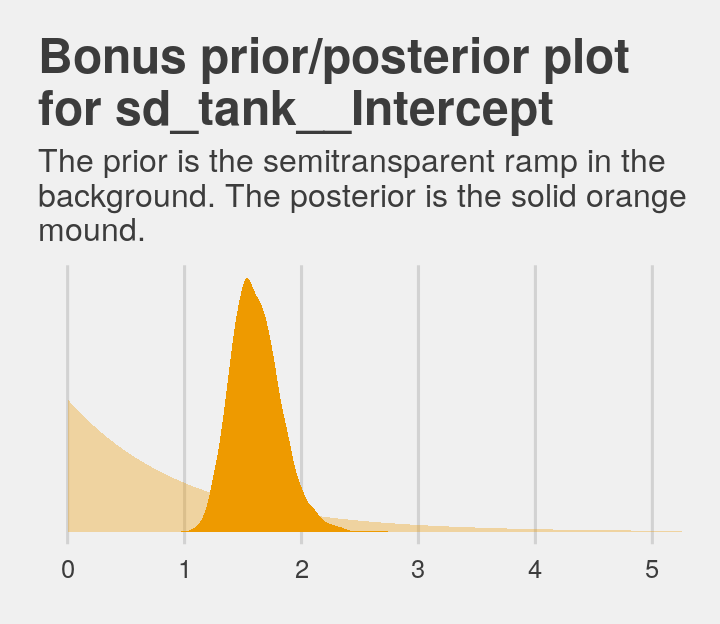 Bonus prior/posterior plot
for sd_tank__Intercept
The prior is the semitransparent ramp in the
background. The posterior is the solid orange
mound.
0 1 2 3 4 5